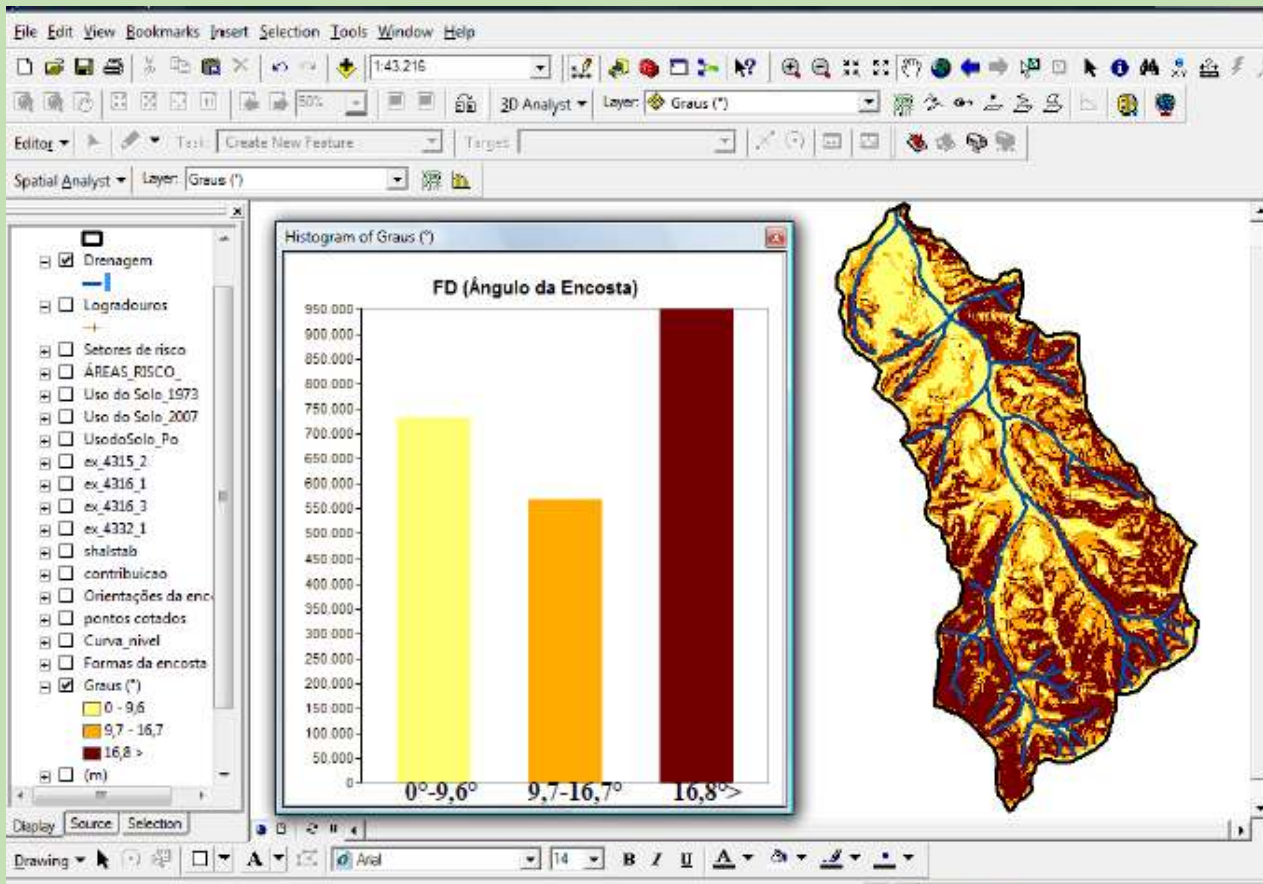 File Edit View Bookmarks Insert Selection Tools Window Help
1:43.216
50% 3D Analyst Layer: Graus (°)
Editor Task: Create New Feature Target:
Spatial Analyst Layer: Graus (°)
Drenagem
Logradouros
Setores de risco
ÁREAS_RISCO_
Uso do Solo_1973
Uso do Solo_2007
UsodoSolo_Po
ex_4315_2
ex_4316_1
ex_4316_3
ex_4332_1
shalstab
contribuicao
Orientações da enc
pontos cotados
Curva_nivel
Formas da encosta
Graus (°)
0 - 9,6
9,7 - 16,7
16,8 >
(m)
Display Source Selection
Histogram of Graus (°)
FD (Ângulo da Encosta)
950.000
900.000
850.000
800.000
750.000
700.000
650.000
600.000
550.000
500.000
450.000
400.000
350.000
300.000
250.000
200.000
150.000
100.000
50.000
0
0°-9,6° 9,7-16,7° 16,8°>
Drawing A Arial 14 B I U A